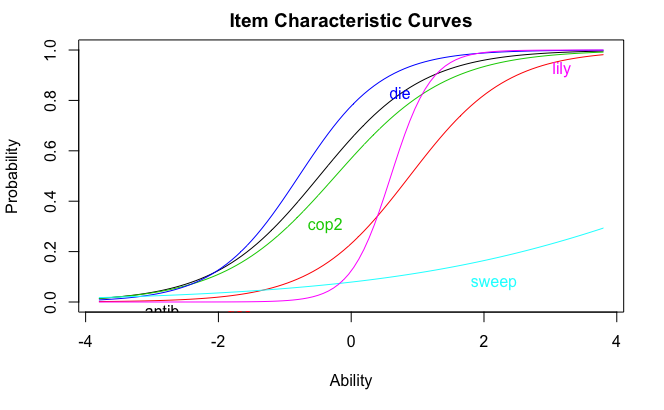 Item Characteristic Curves
Probability
1.0
0.8
0.6
0.4
0.2
0.0
die
lily
cop2
sweep
antib
-4
-2
0
2
4
Ability